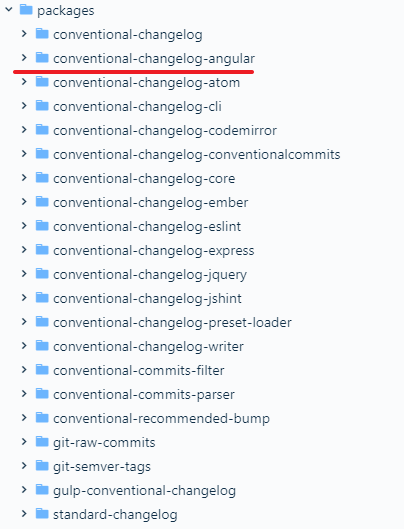 packages
conventional-changelog
conventional-changelog-angular
conventional-changelog-atom
conventional-changelog-cli
conventional-changelog-codemirror
conventional-changelog-conventionalcommits
conventional-changelog-core
conventional-changelog-ember
conventional-changelog-eslint
conventional-changelog-express
conventional-changelog-jquery
conventional-changelog-jshint
conventional-changelog-preset-loader
conventional-changelog-writer
conventional-commits-filter
conventional-commits-parser
conventional-recommended-bump
git-raw-commits
git-semver-tags
gulp-conventional-changelog
standard-changelog